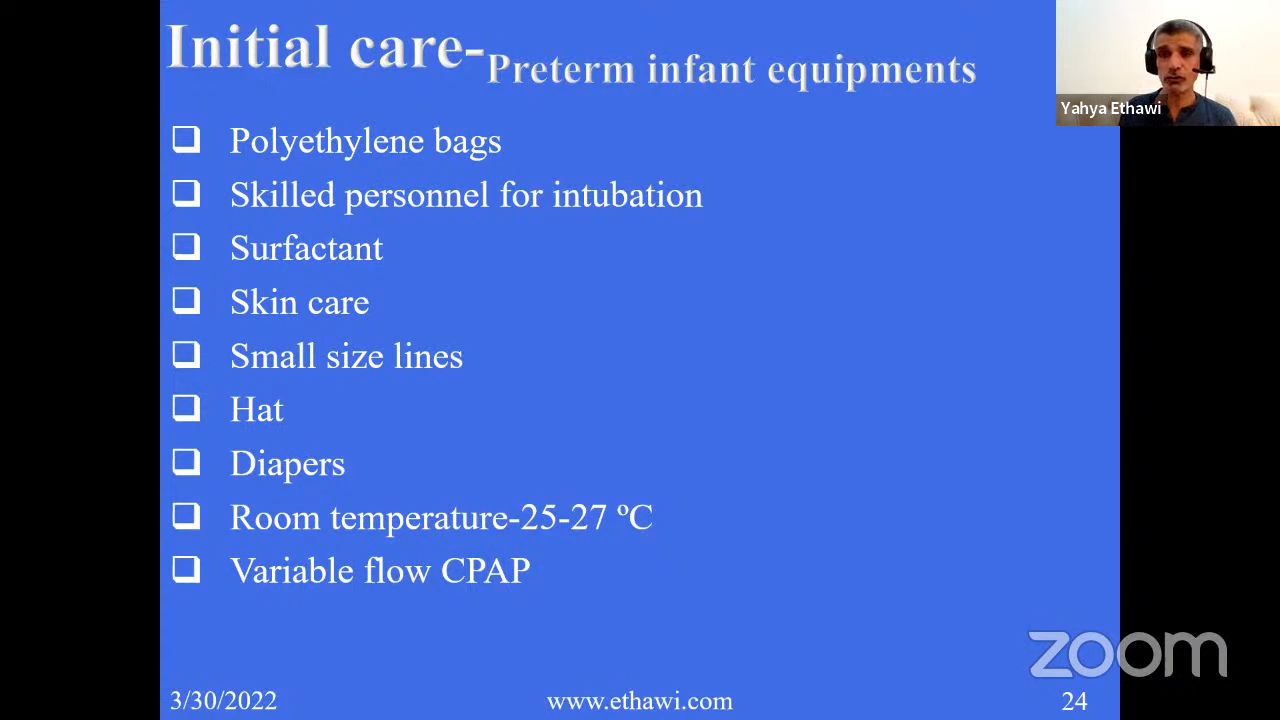 Initial care-Preterm infant equipments
Yahya Ethawi
Polyethylene bags
Skilled personnel for intubation
Surfactant
Skin care
Small size lines
Hat
Diapers
Room temperature-25-27 ºC
Variable flow CPAP
zoom
3/30/2022
www.ethawi.com
24